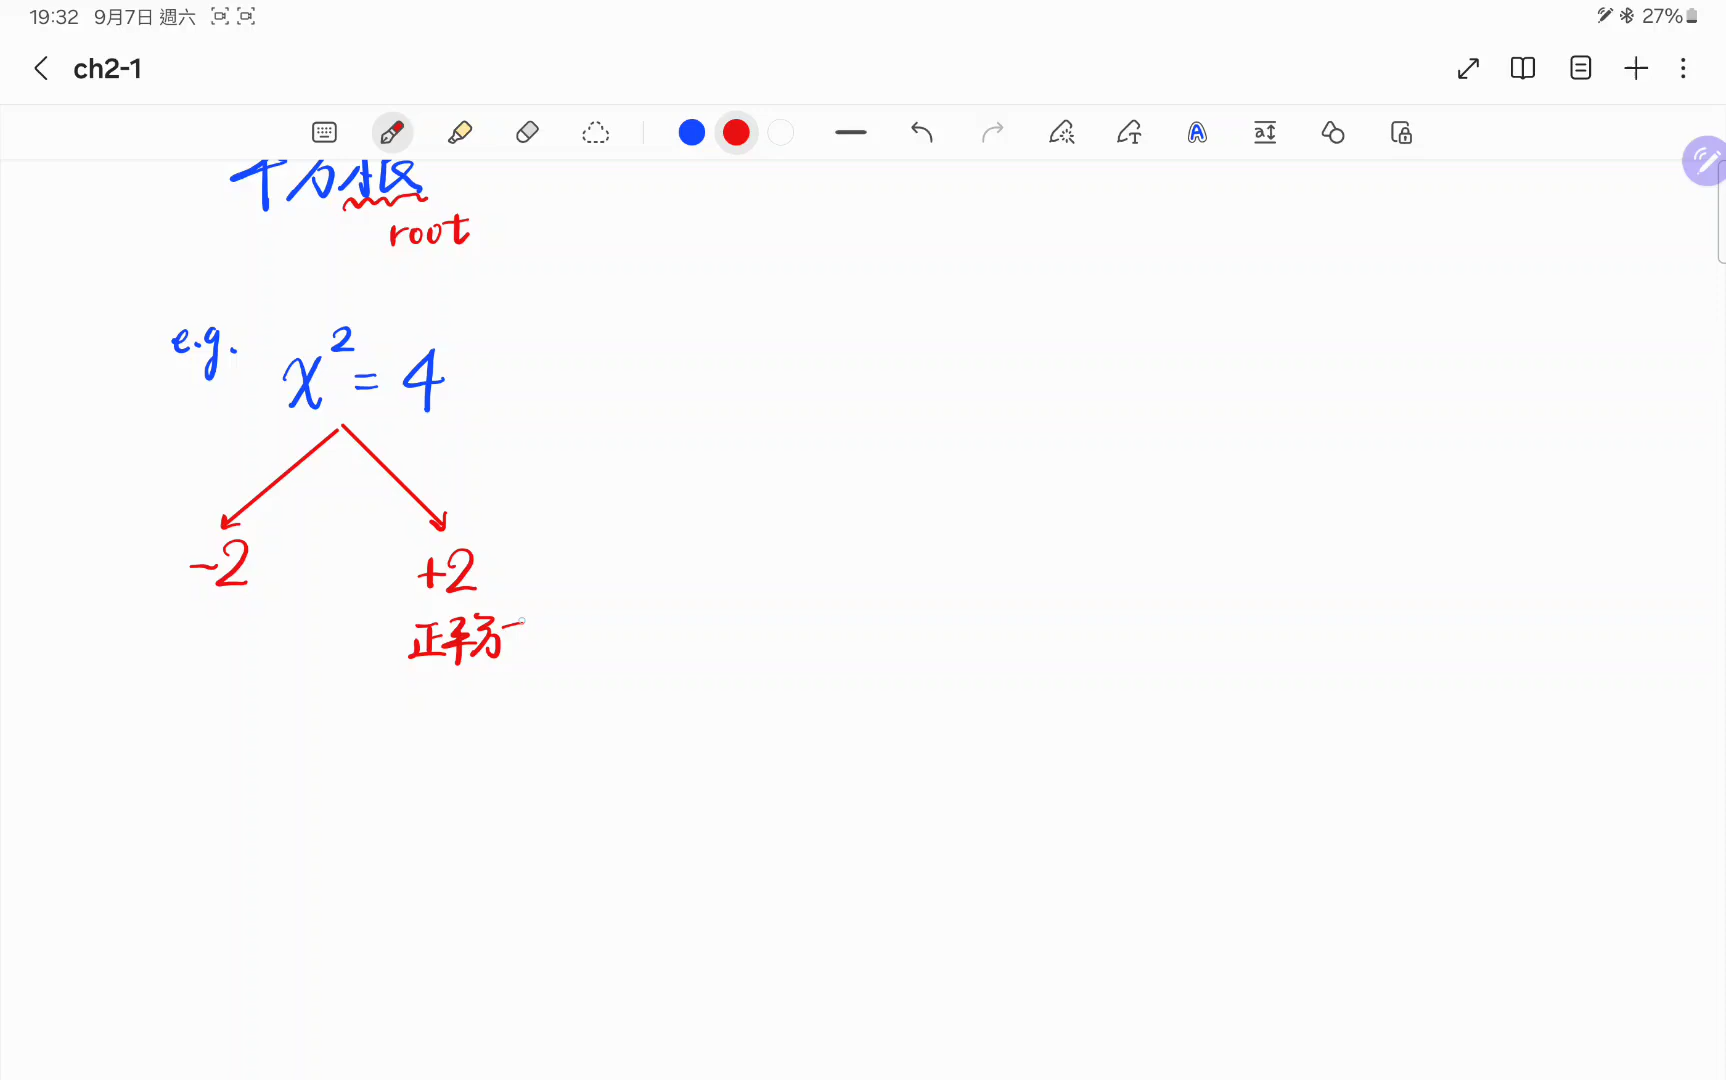 19:32 9月7日 週六 27%
ch2-1
平方根
root
e.g. x² = 4
-2 +2
正平方